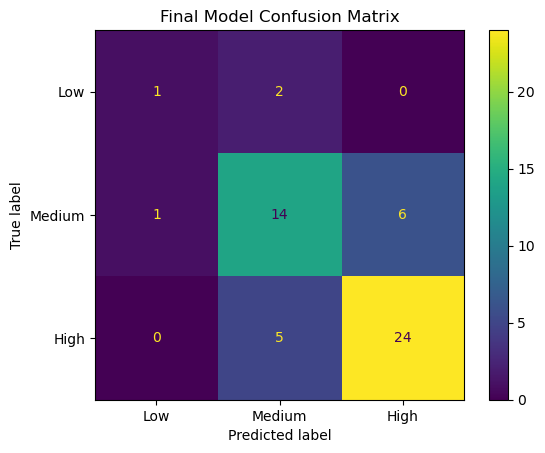 Final Model Confusion Matrix
True label
Low
1 2 0
Medium
1 14 6
High
0 5 24
Low Medium High
Predicted label
20
15
10
5
0